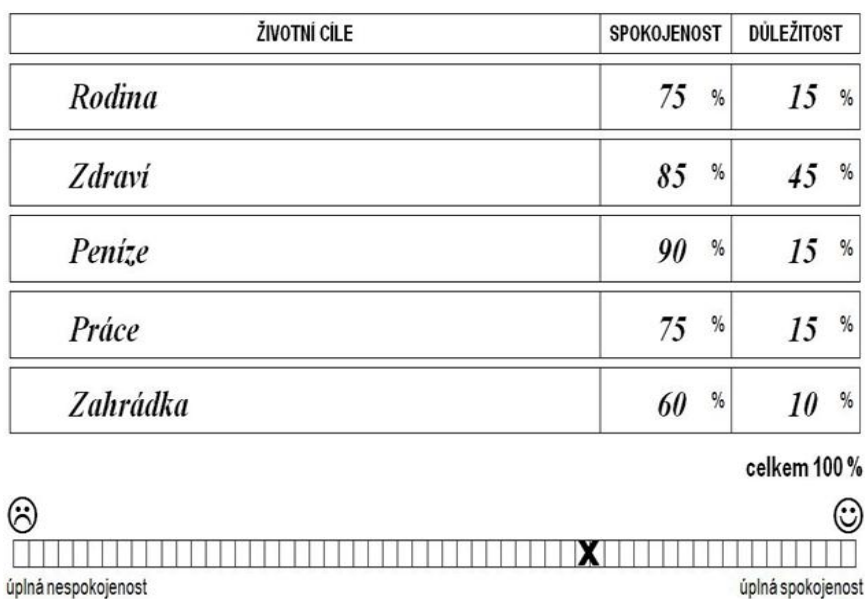 ŽIVOTNÍ CÍLE SPOKOJENOST DŮLEŽITOST
Rodina 75 % 15 %
Zdraví 85 % 45 %
Peníze 90 % 15 %
Práce 75 % 15 %
Zahrádka 60 % 10 %
celkem 100 %
X
úplná nespokojenost úplná spokojenost